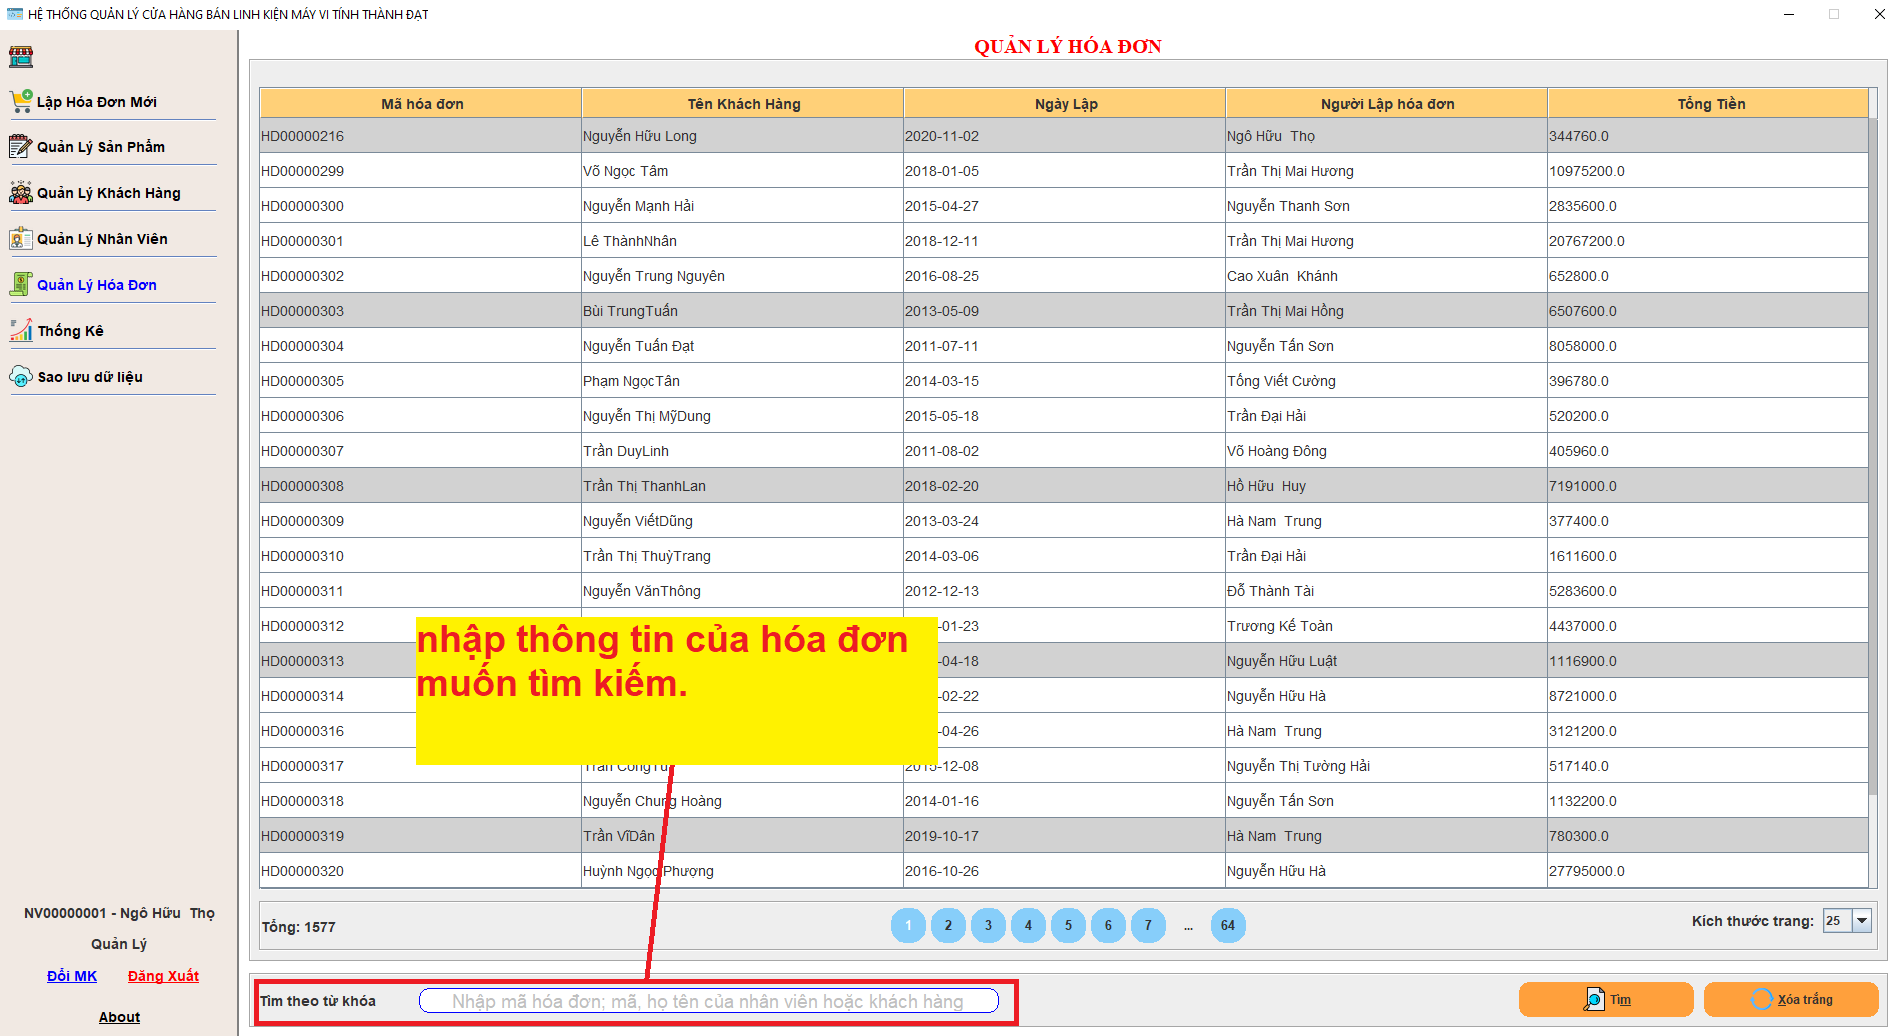 HỆ THỐNG QUẢN LÝ CỬA HÀNG BÁN LINH KIỆN MÁY VI TÍNH THÀNH ĐẠT
Lập Hóa Đơn Mới
Quản Lý Sản Phẩm
Quản Lý Khách Hàng
Quản Lý Nhân Viên
Quản Lý Hóa Đơn
Thống Kê
Sao lưu dữ liệu
NV00000001 - Ngô Hữu  Thọ
Quản Lý
Đổi MK Đăng Xuất
About
QUẢN LÝ HÓA ĐƠN
Mã hóa đơn Tên Khách Hàng Ngày Lập Người Lập hóa đơn Tổng Tiền
HD00000216 Nguyễn Hữu Long 2020-11-02 Ngô Hữu  Thọ 344760.0
HD00000299 Võ Ngọc Tâm 2018-01-05 Trần Thị Mai Hương 10975200.0
HD00000300 Nguyễn Mạnh Hải 2015-04-27 Nguyễn Thanh Sơn 2835600.0
HD00000301 Lê ThànhNhân 2018-12-11 Trần Thị Mai Hương 20767200.0
HD00000302 Nguyễn Trung Nguyên 2016-08-25 Cao Xuân  Khánh 652800.0
HD00000303 Bùi TrungTuấn 2013-05-09 Trần Thị Mai Hồng 6507600.0
HD00000304 Nguyễn Tuấn Đạt 2011-07-11 Nguyễn Tấn Sơn 8058000.0
HD00000305 Phạm NgọcTân 2014-03-15 Tống Viết Cường 396780.0
HD00000306 Nguyễn Thị MỹDung 2015-05-18 Trần Đại Hải 520200.0
HD00000307 Trần DuyLinh 2011-08-02 Võ Hoàng Đông 405960.0
HD00000308 Trần Thị ThanhLan 2018-02-20 Hồ Hữu  Huy 7191000.0
HD00000309 Nguyễn ViếtDũng 2013-03-24 Hà Nam  Trung 377400.0
HD00000310 Trần Thị ThuỳTrang 2014-03-06 Trần Đại Hải 1611600.0
HD00000311 Nguyễn VănThông 2012-12-13 Đỗ Thành Tài 5283600.0
HD00000312 -01-23 Trương Kế Toàn 4437000.0
HD00000313 -04-18 Nguyễn Hữu Luật 1116900.0
HD00000314 -02-22 Nguyễn Hữu Hà 8721000.0
HD00000316 -04-26 Hà Nam  Trung 3121200.0
HD00000317 2015-12-08 Nguyễn Thị Tường Hải 517140.0
HD00000318 Nguyễn Chung Hoàng 2014-01-16 Nguyễn Tấn Sơn 1132200.0
HD00000319 Trần VĩDân 2019-10-17 Hà Nam  Trung 780300.0
HD00000320 Huỳnh Ngọc Phượng 2016-10-26 Nguyễn Hữu Hà 27795000.0
nhập thông tin của hóa đơn
muốn tìm kiếm.
Tổng: 1577 1 2 3 4 5 6 7 ... 64 Kích thước trang: 25
Tìm theo từ khóa Nhập mã hóa đơn; mã, họ tên của nhân viên hoặc khách hàng Tìm Xóa trắng